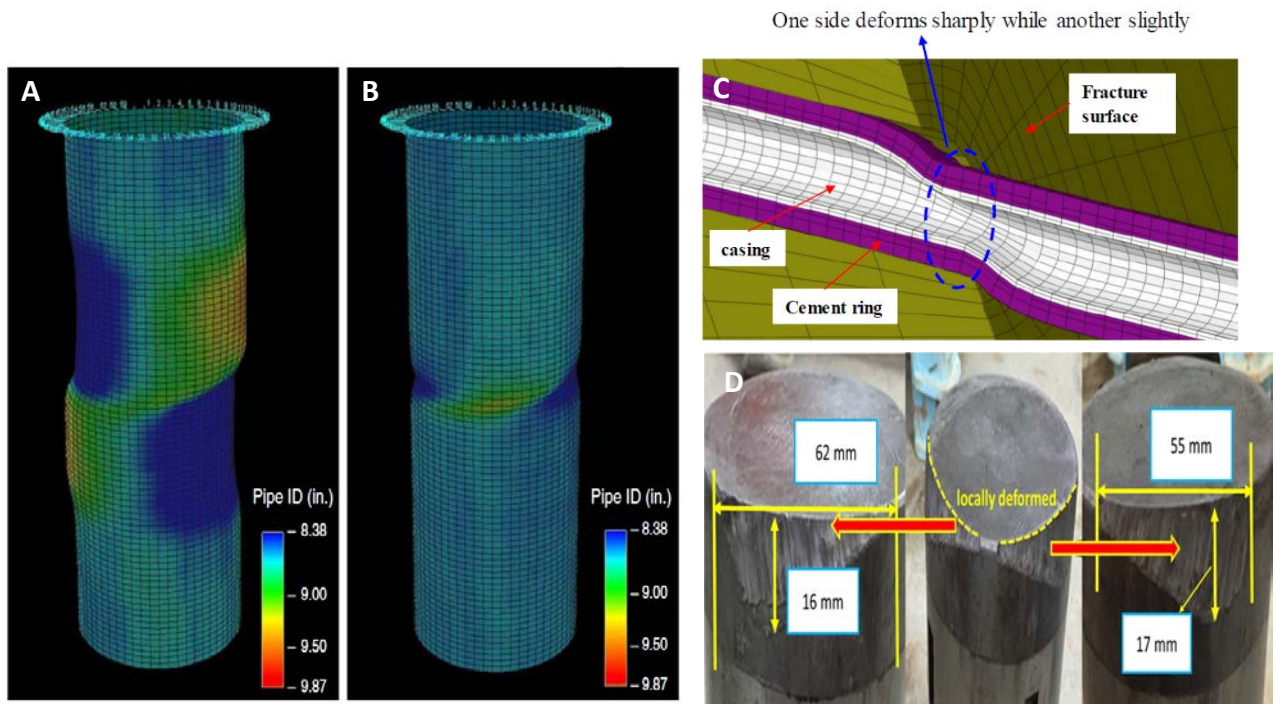 One side deforms sharply while another slightly
A
B
C
Fracture
surface
casing
Cement ring
Pipe ID (in.)
8.38
9.00
9.50
9.87
Pipe ID (in.)
8.38
9.00
9.50
9.87
D
62 mm
16 mm
locally deformed
55 mm
17 mm